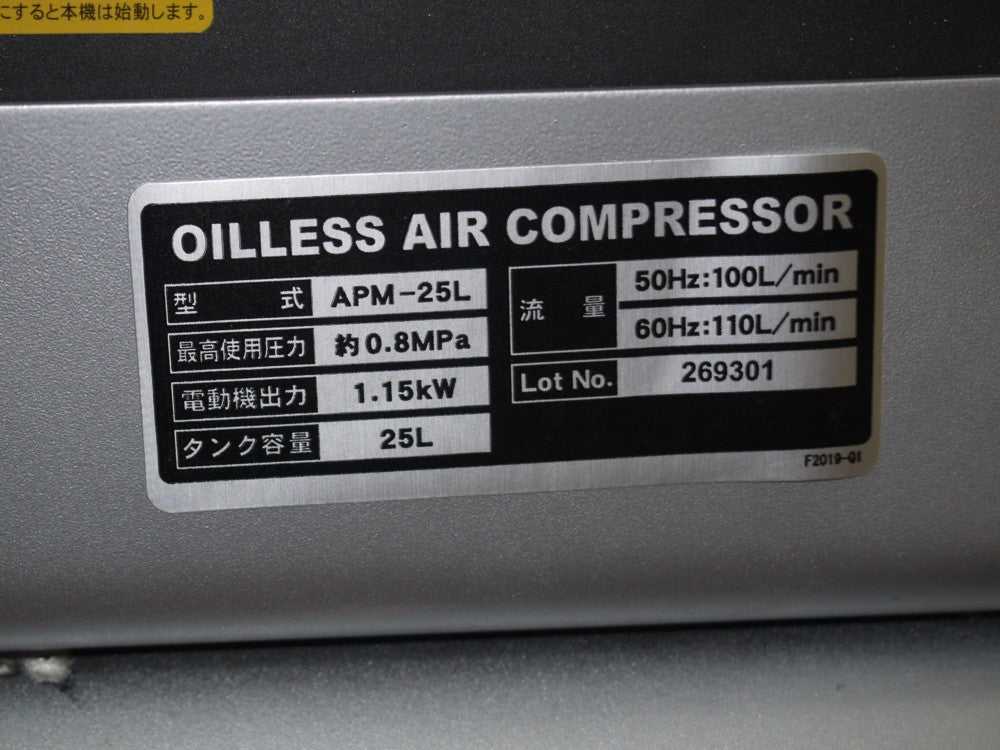 にすると本機は始動します。
OILLESS AIR COMPRESSOR
型 式 APM-25L
最高使用圧力 約0.8MPa
電動機出力 1.15kW
タンク容量 25L
流 量 50Hz:100L/min
60Hz:110L/min
Lot No. 269301
F2019-01